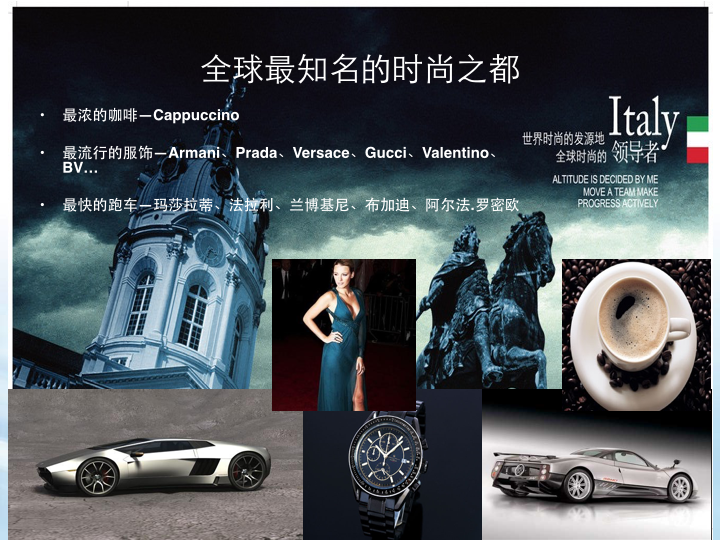 全球最知名的时尚之都
• 最浓的咖啡—Cappuccino
• 最流行的服饰—Armani、Prada、Versace、Gucci、Valentino、
BV…
• 最快的跑车—玛莎拉蒂、法拉利、兰博基尼、布加迪、阿尔法.罗密欧
Italy
世界时尚的发源地
全球时尚的 领导者
ALTITUDE IS DECIDED BY ME
MOVE A TEAM MAKE
PROGRESS ACTIVELY